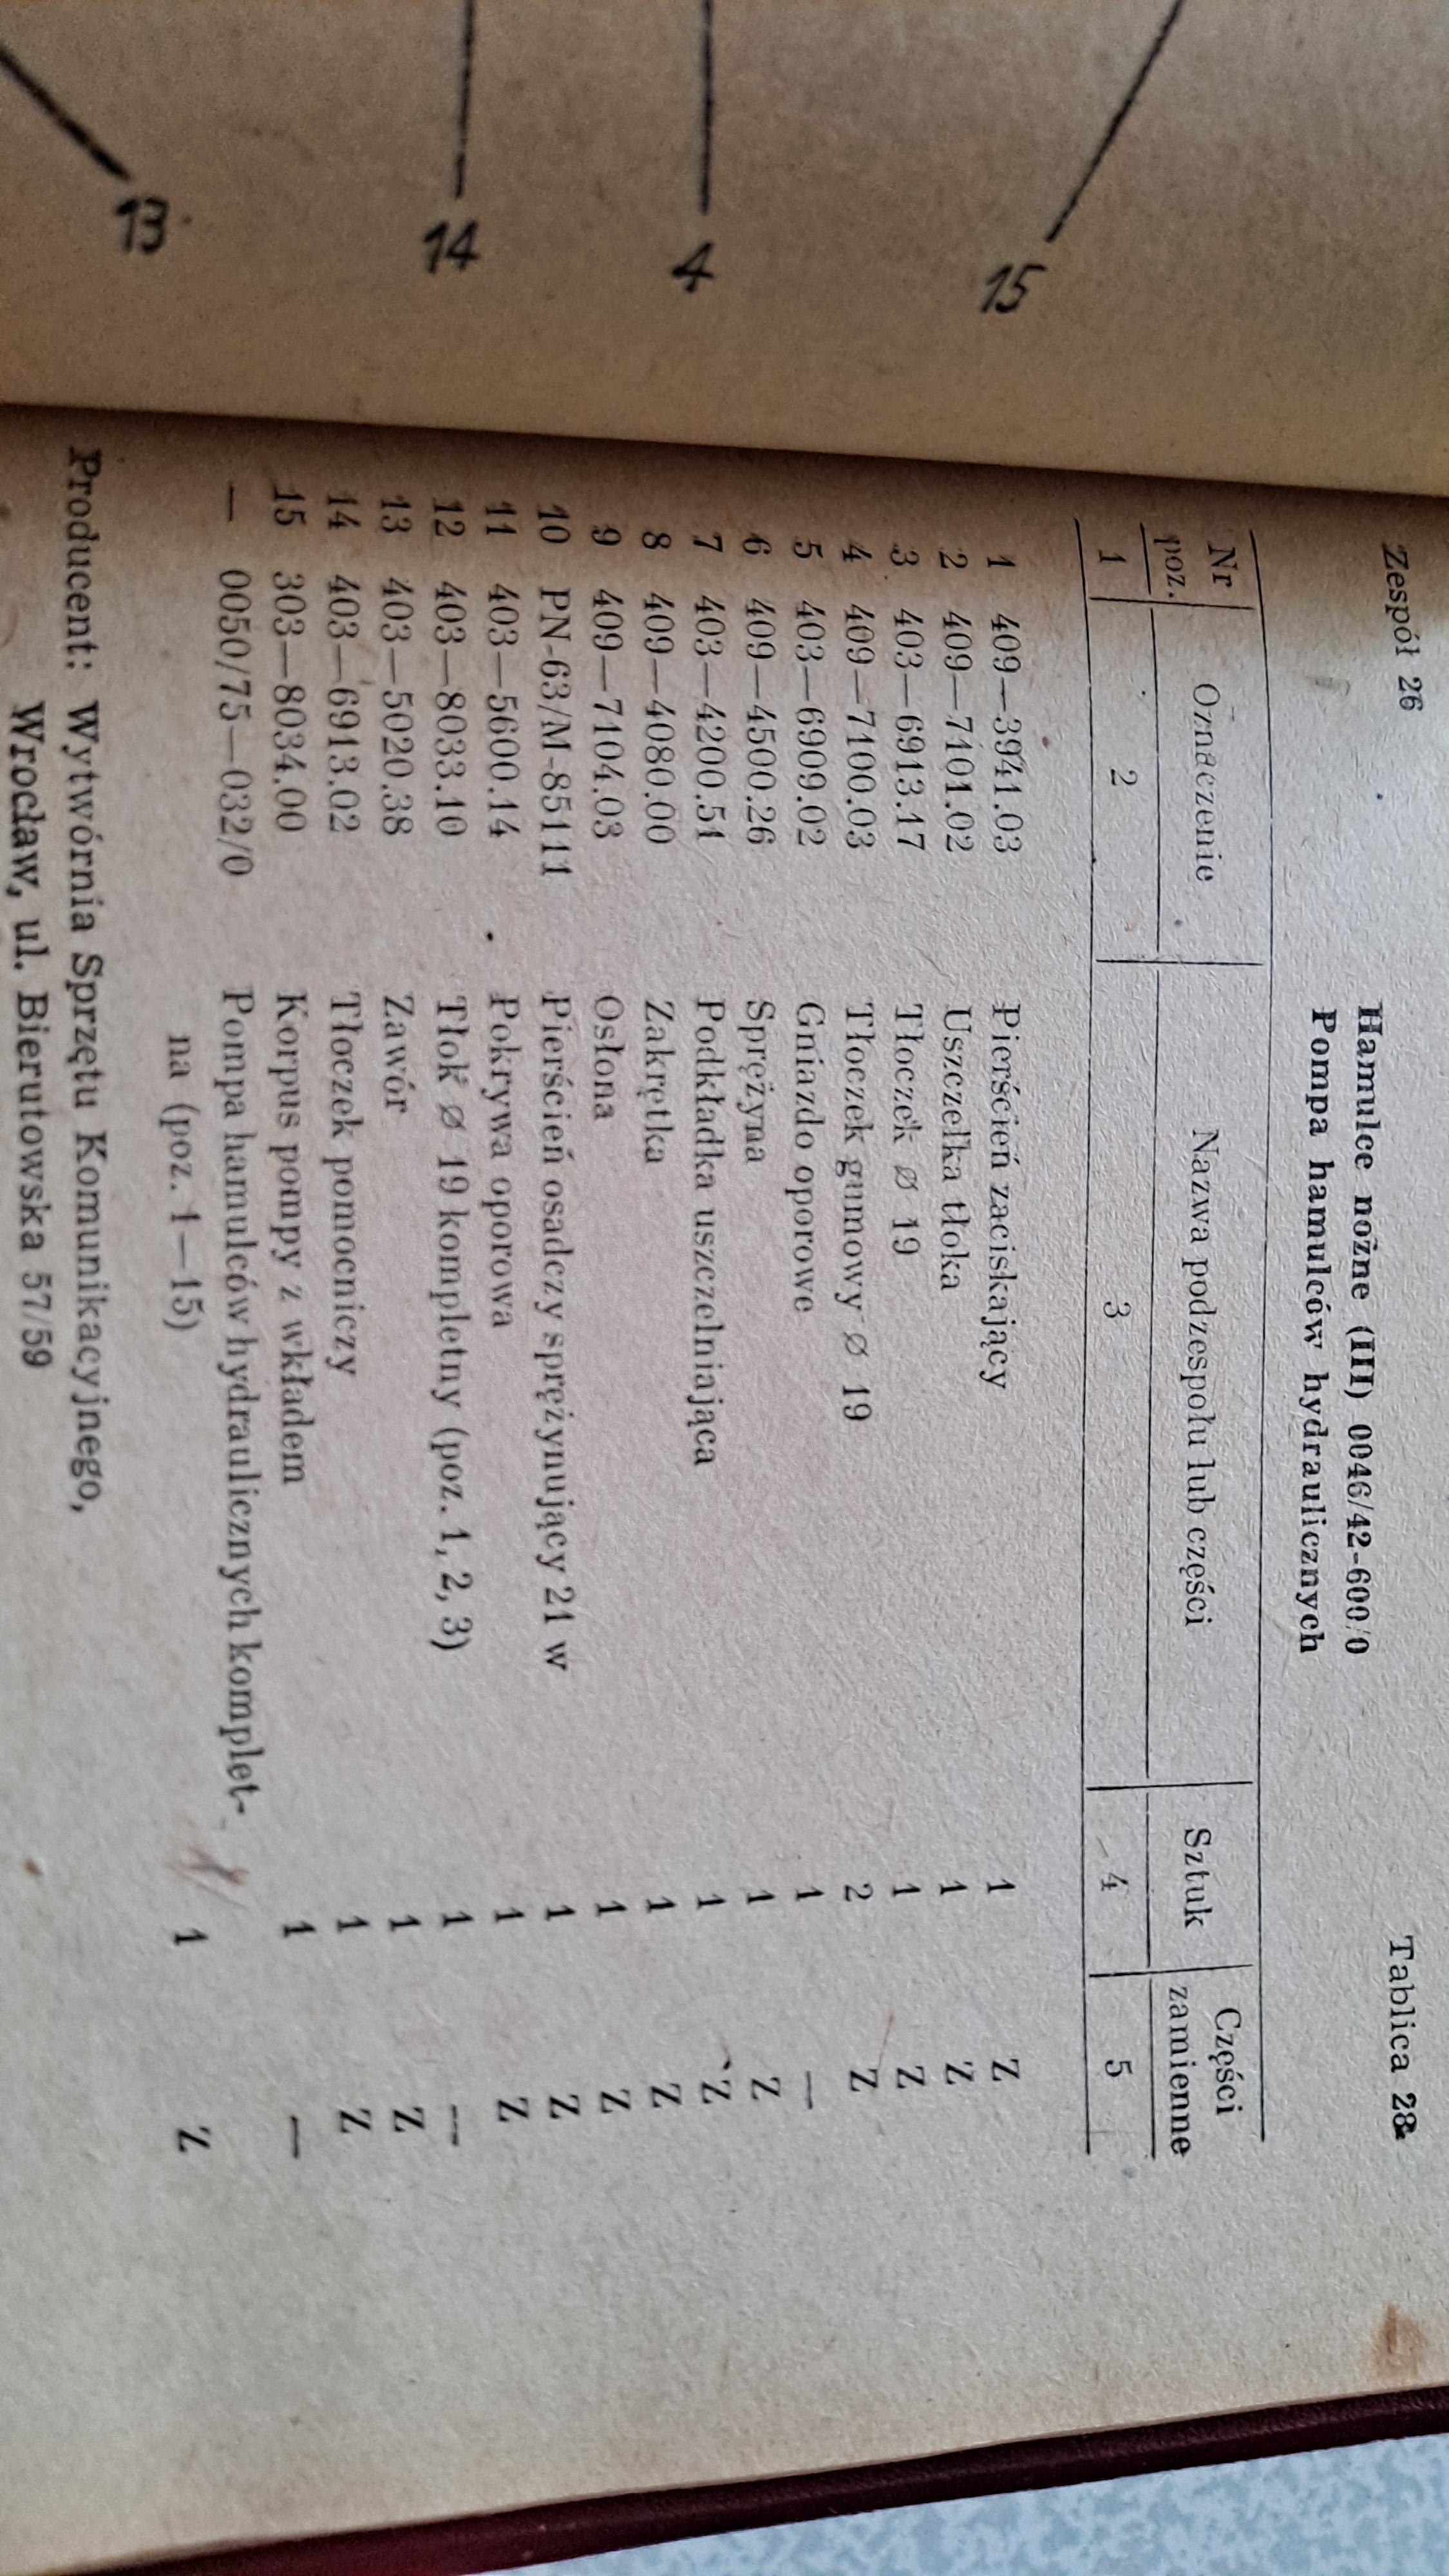 13
14
4
15
Zespół 26
Tablica 28
Hamulce nożne (III) 0046/42-600/0
Pompa hamulców hydraulicznych
Nr poz. Oznaczenie Nazwa podzespołu lub części Sztuk Części zamienne
1 2 3 4 5
1 409—3941.03 Pierścień zaciskający 1 Z
2 409—7101.02 Uszczelka tłoka 1 Z
3 403—6913.17 Tłoczek ⌀ 19 1 Z
4 409—7100.03 Tłoczek gumowy ⌀ 19 2 Z
5 403—6909.02 Gniazdo oporowe 1 —
6 409—4500.26 Sprężyna 1 Z
7 403—4200.51 Podkładka uszczelniająca 1 Z
8 409—4080.00 Zakrętka 1 Z
9 409—7104.03 Osłona 1 Z
10 PN-63/M-85111 Pierścień osadczy sprężynujący 21 w 1 Z
11 403—5600.14 Pokrywa oporowa 1 Z
12 403—8033.10 Tłok ⌀ 19 kompletny (poz. 1, 2, 3) 1 —
13 403—5020.38 Zawór 1 Z
14 403—6913.02 Tłoczek pomocniczy 1 Z
15 303—8034.00 Korpus pompy z wkładem 1 —
— 0050/75—032/0 Pompa hamulców hydraulicznych komplet-
na (poz. 1—15) 1 Z
Producent: Wytwórnia Sprzętu Komunikacyjnego,
Wrocław, ul. Bierutowska 57/59